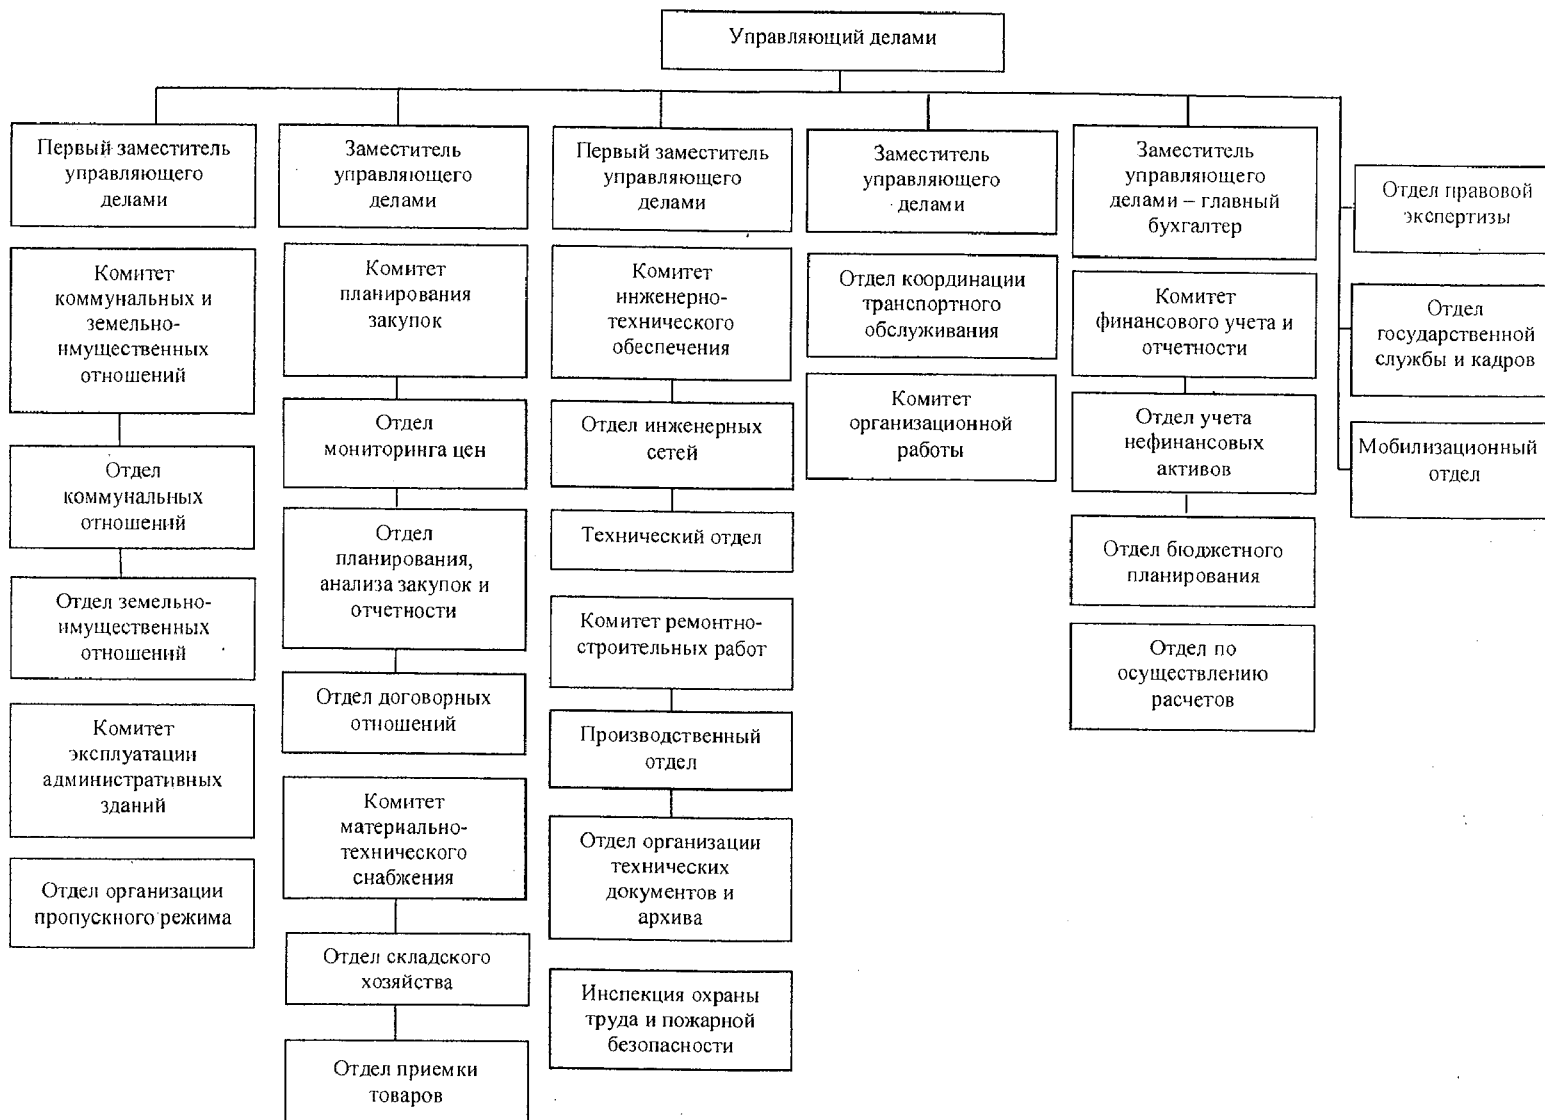 Управляющий делами
Первый заместитель
управляющего
делами
Комитет
коммунальных и
земельно-
имущественных
отношений
Отдел
коммунальных
отношений
Отдел земельно-
имущественных
отношений
Комитет
эксплуатации
административных
зданий
Отдел организации
пропускного режима
Заместитель
управляющего
делами
Комитет
планирования
закупок
Отдел
мониторинга цен
Отдел
планирования,
анализа закупок и
отчетности
Отдел договорных
отношений
Комитет
материально-
технического
снабжения
Отдел складского
хозяйства
Отдел приемки
товаров
Первый заместитель
управляющего
делами
Комитет
инженерно-
технического
обеспечения
Отдел инженерных
сетей
Технический отдел
Комитет ремонтно-
строительных работ
Производственный
отдел
Отдел организации
технических
документов и
архива
Инспекция охраны
труда и пожарной
безопасности
Заместитель
управляющего
делами
Отдел координации
транспортного
обслуживания
Комитет
организационной
работы
Заместитель
управляющего
делами – главный
бухгалтер
Комитет
финансового учета и
отчетности
Отдел учета
нефинансовых
активов
Отдел бюджетного
планирования
Отдел по
осуществлению
расчетов
Отдел правовой
экспертизы
Отдел
государственной
службы и кадров
Мобилизационный
отдел